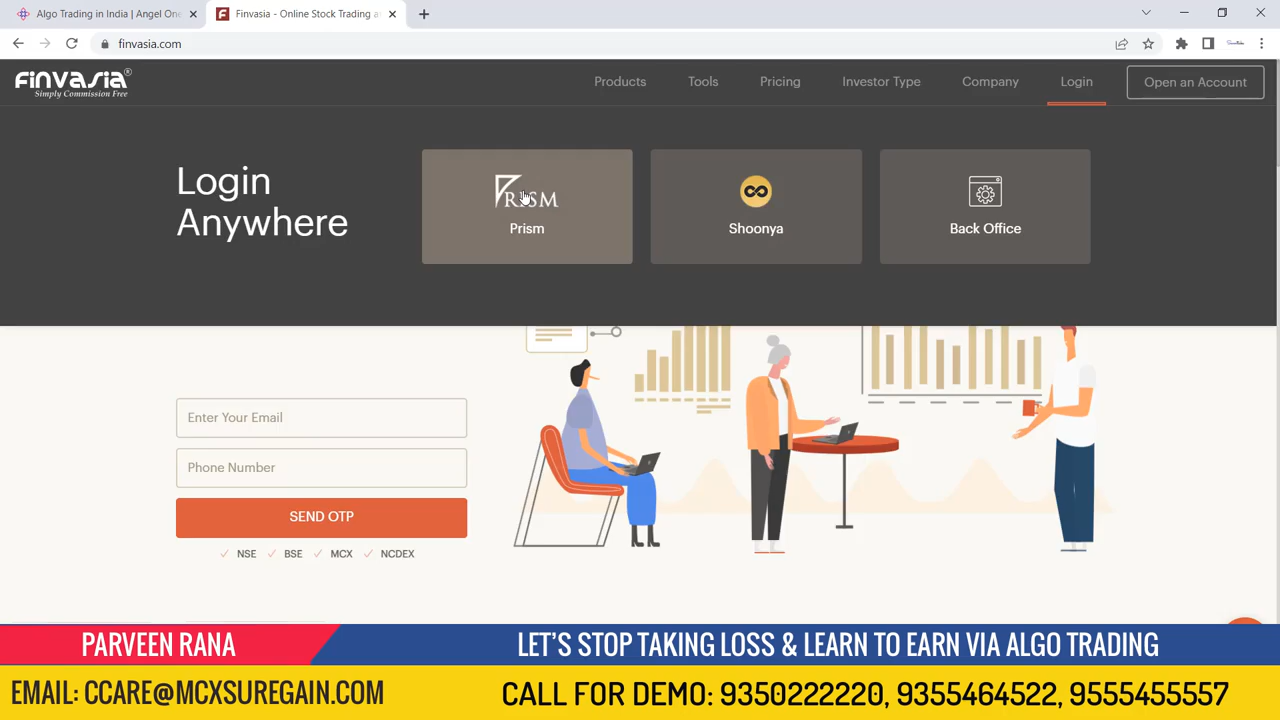 Algo Trading in India | Angel One
Finvasia - Online Stock Trading a
finvasia.com
FINVASIA®
Simply Commission Free
Products
Tools
Pricing
Investor Type
Company
Login
Open an Account
Login
Anywhere
PRISM
Prism
Shoonya
Back Office
Enter Your Email
Phone Number
SEND OTP
NSE BSE MCX NCDEX
PARVEEN RANA
LET'S STOP TAKING LOSS & LEARN TO EARN VIA ALGO TRADING
EMAIL: CCARE@MCXSUREGAIN.COM
CALL FOR DEMO: 9350222220, 9355464522, 9555455557